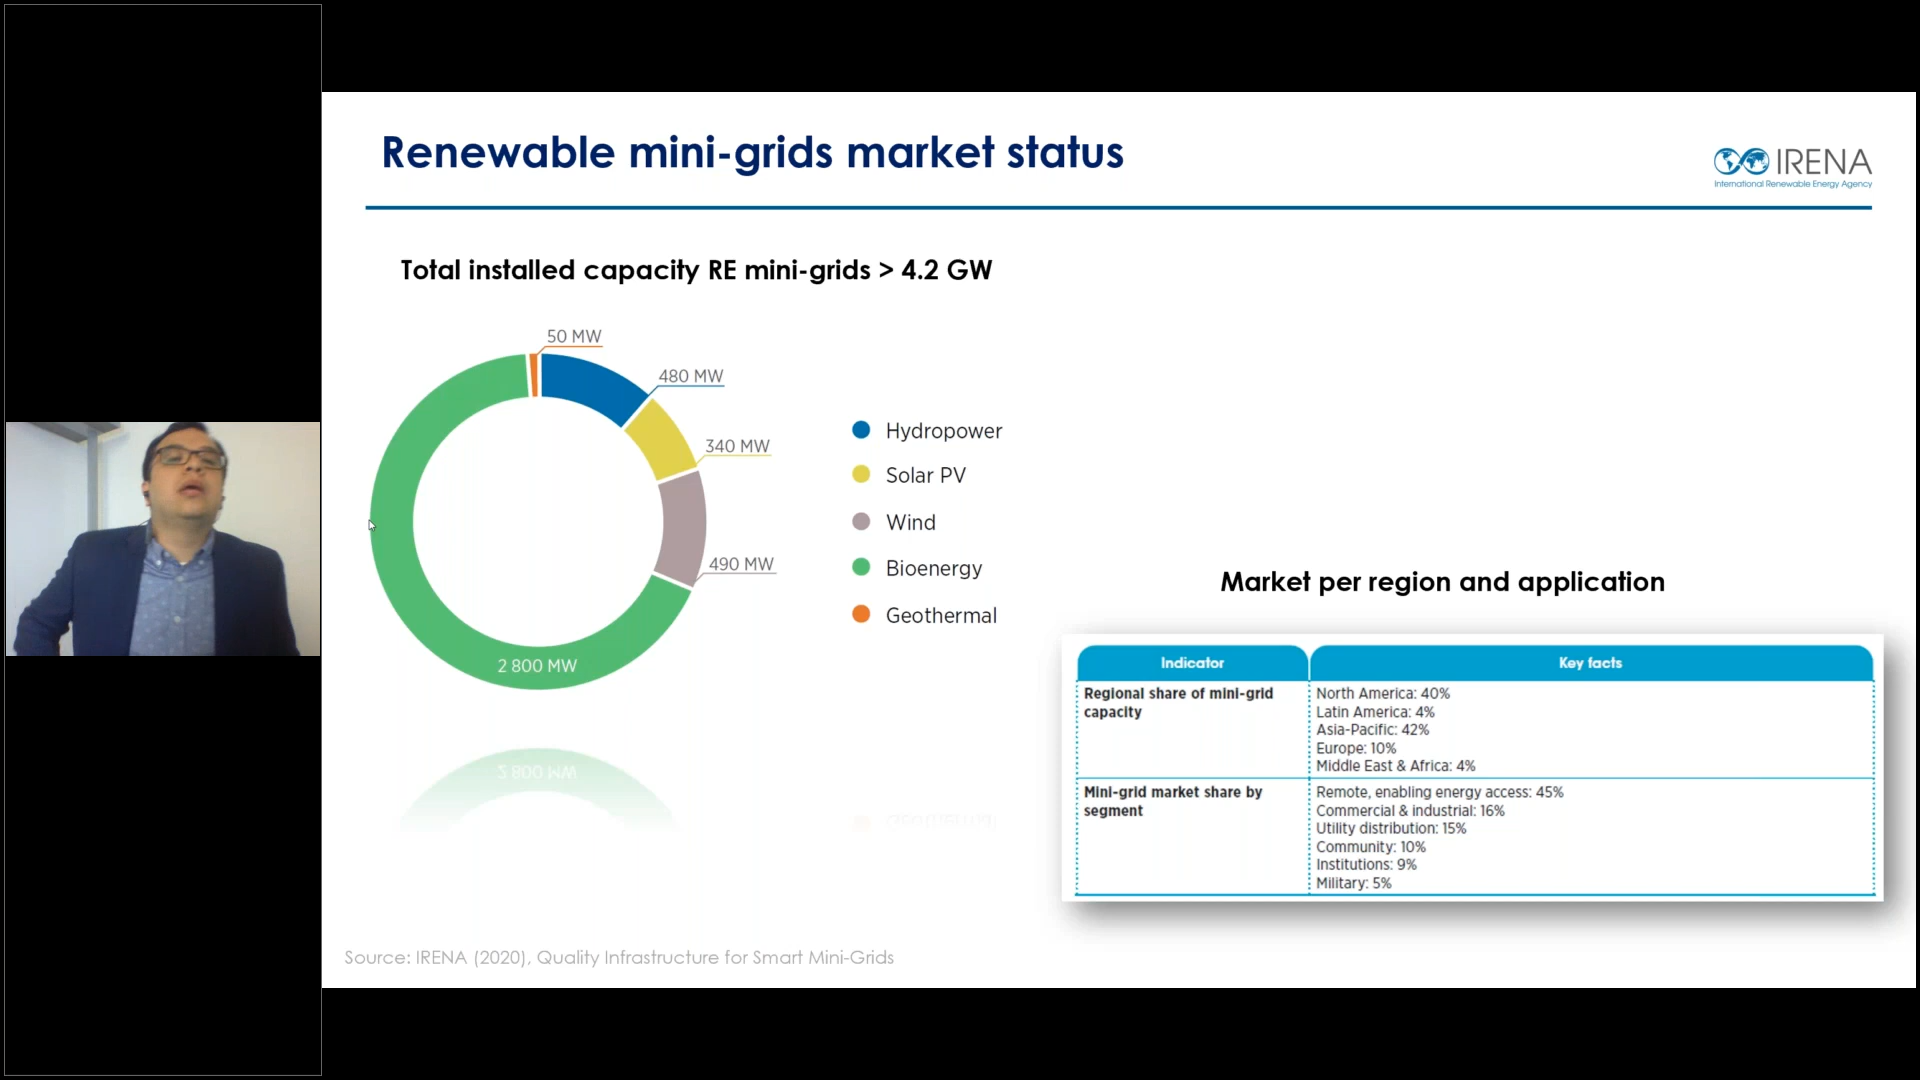 Renewable mini-grids market status
IRENA
International Renewable Energy Agency
Total installed capacity RE mini-grids > 4.2 GW
50 MW
480 MW
340 MW
490 MW
2 800 MW
Hydropower
Solar PV
Wind
Bioenergy
Geothermal
Market per region and application
Indicator
Key facts
Regional share of mini-grid
capacity
North America: 40%
Latin America: 4%
Asia-Pacific: 42%
Europe: 10%
Middle East & Africa: 4%
Mini-grid market share by
segment
Remote, enabling energy access: 45%
Commercial & industrial: 16%
Utility distribution: 15%
Community: 10%
Institutions: 9%
Military: 5%
Source: IRENA (2020), Quality Infrastructure for Smart Mini-Grids